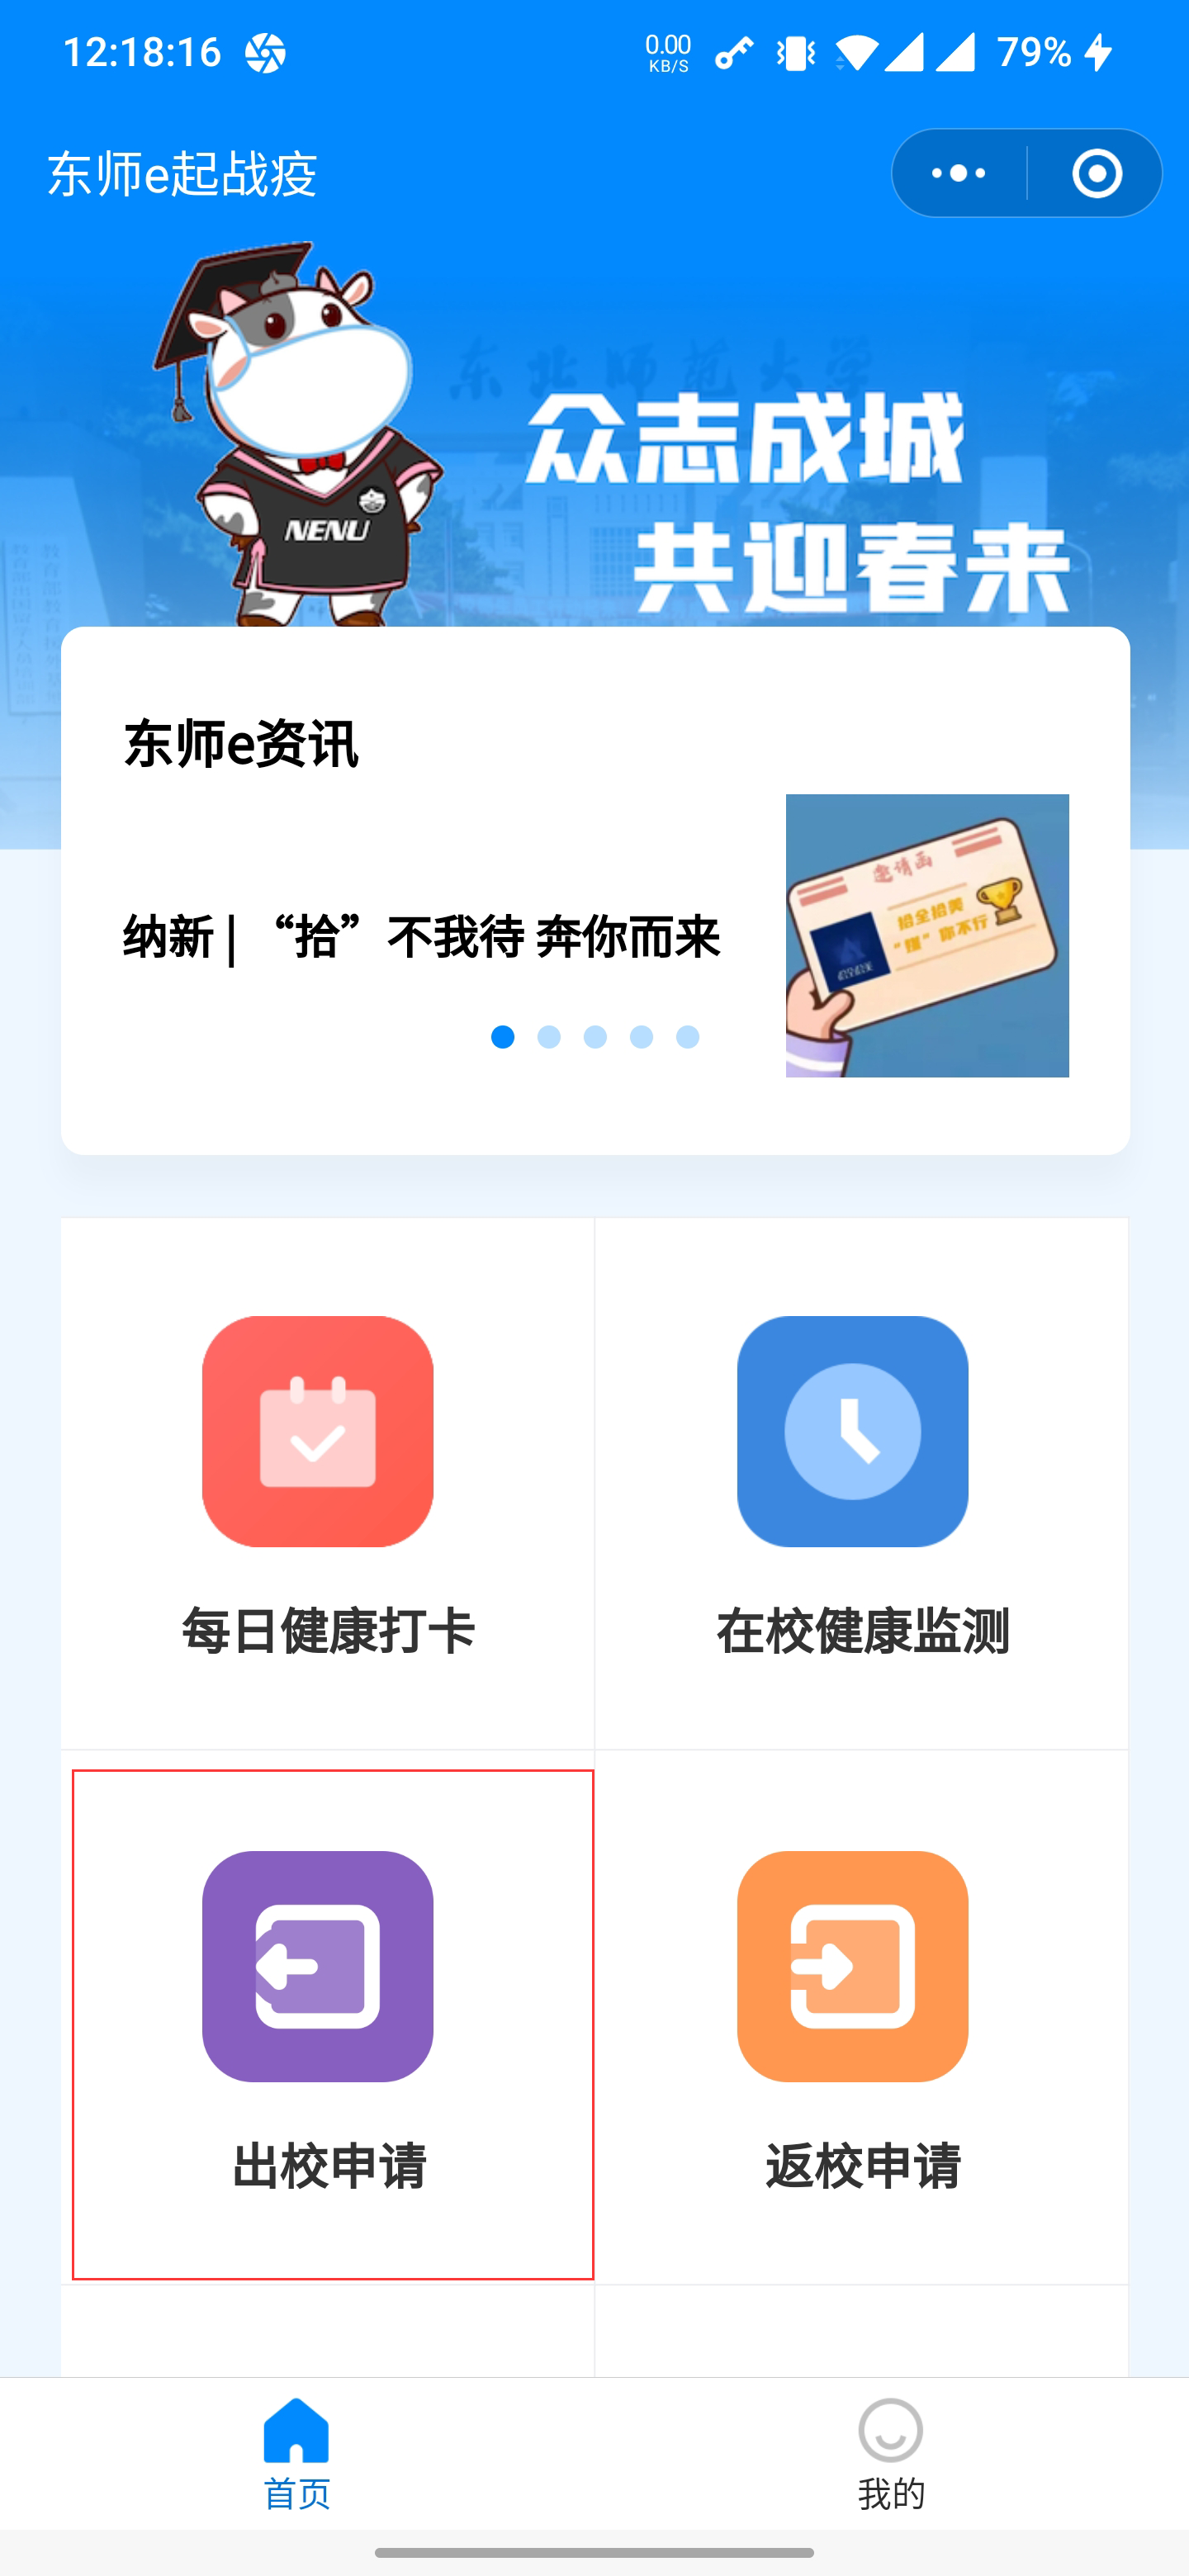 12:18:16
0.00
KB/S
79%
东师e起战疫
东北师范大学
众志成城
共迎春来
NENU
东师e资讯
邀请函
拾全拾美
“馔”你不行
纳新 | “拾”不我待 奔你而来
每日健康打卡
在校健康监测
出校申请
返校申请
首页
我的